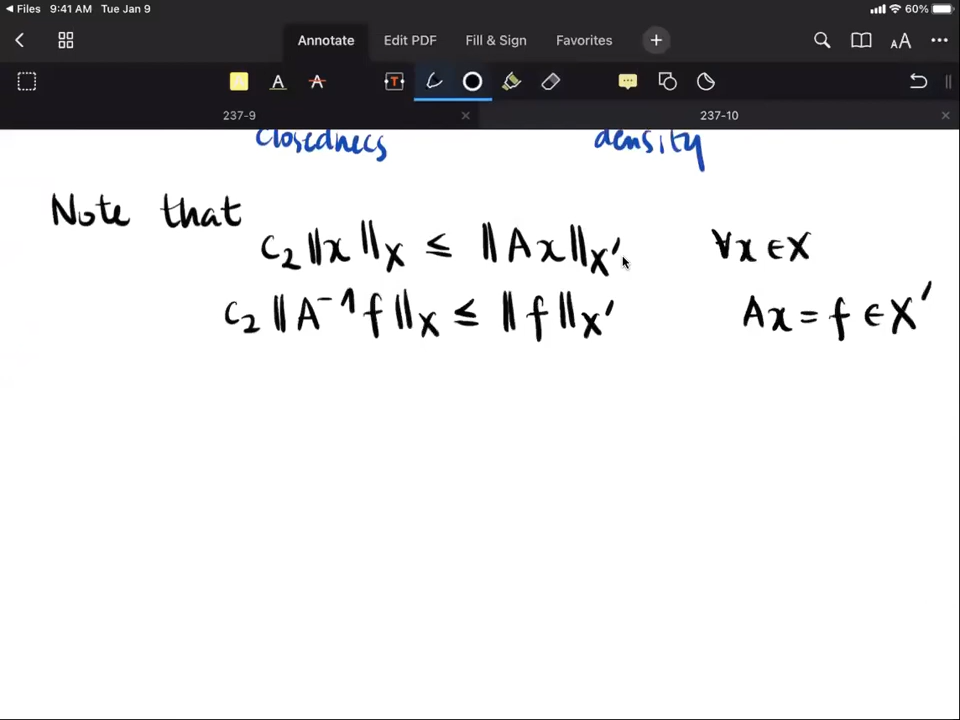 Files 9:41 AM Tue Jan 9 60%
Annotate Edit PDF Fill & Sign Favorites
237-9 237-10
closedness density
Note that
c₂‖x‖_X ≤ ‖Ax‖_X′ ∀x ∈ X
c₂‖A⁻¹f‖_X ≤ ‖f‖_X′ Ax = f ∈ X′